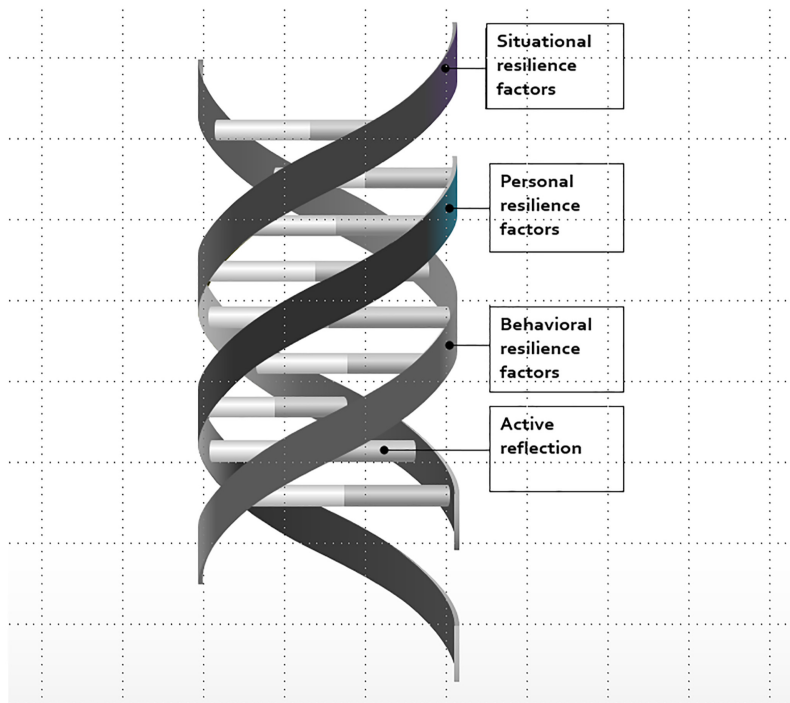 Situational
resilience
factors
Personal
resilience
factors
Behavioral
resilience
factors
Active
reflection